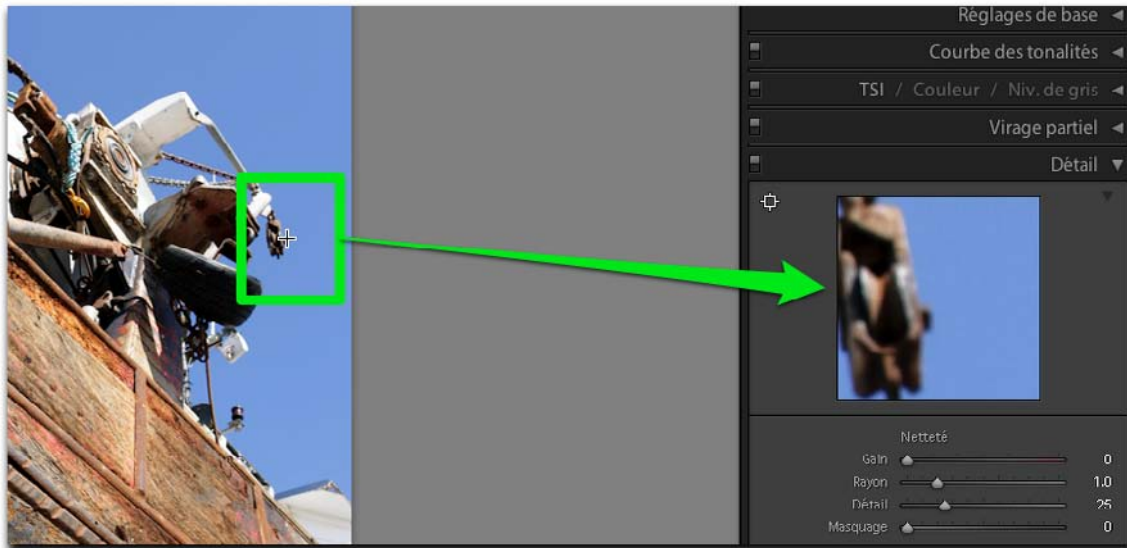 Réglages de base
Courbe des tonalités
TSI / Couleur / Niv. de gris
Virage partiel
Détail
Netteté
Gain 0
Rayon 1.0
Détail 25
Masquage 0